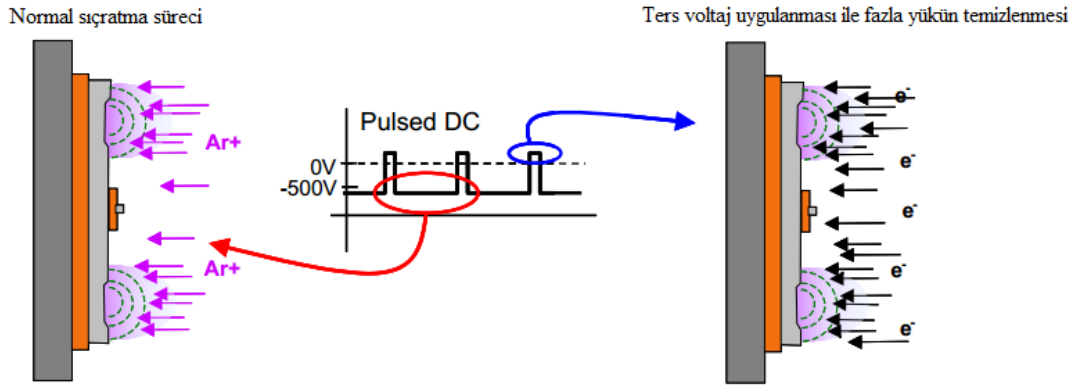 Normal sıçratma süreci
Ters voltaj uygulanması ile fazla yükün temizlenmesi
Ar+
Ar+
Pulsed DC
0V
-500V
e-
e-
e-
e-
e-